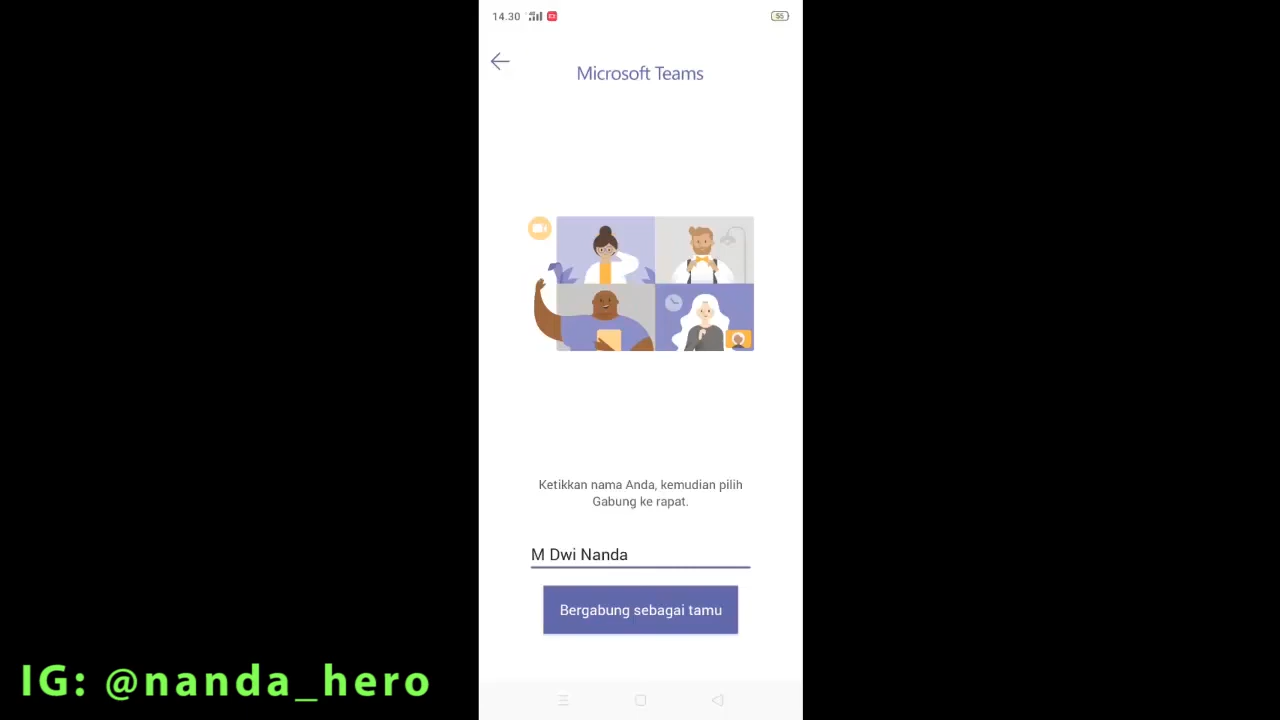 14.30
55
Microsoft Teams
Ketikkan nama Anda, kemudian pilih
Gabung ke rapat.
M Dwi Nanda
Bergabung sebagai tamu
IG: @nanda_hero